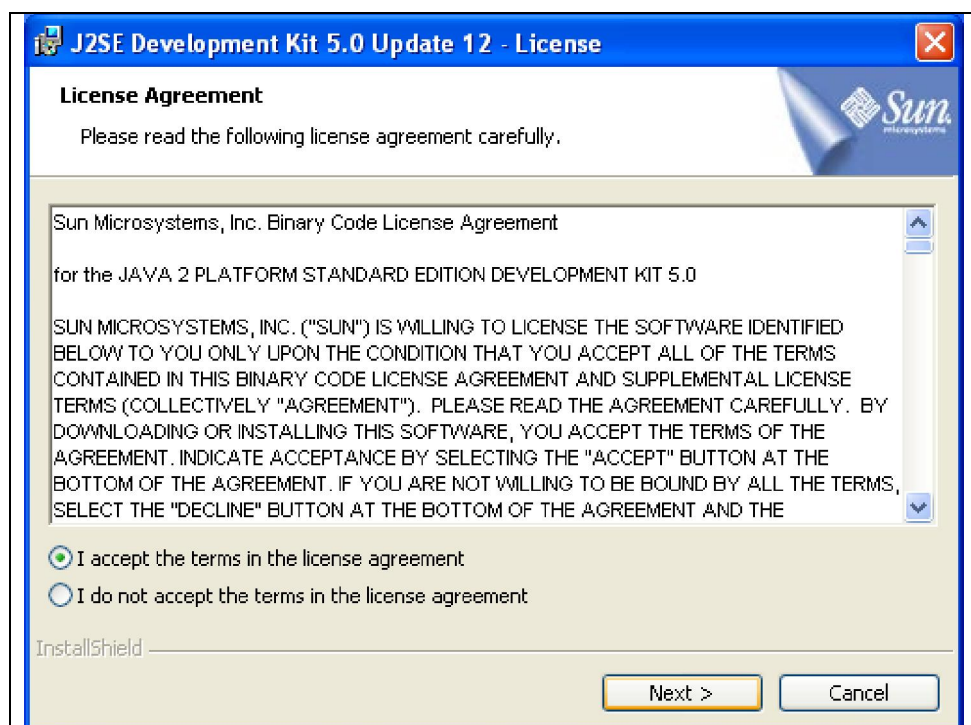 J2SE Development Kit 5.0 Update 12 - License
License Agreement
Please read the following license agreement carefully.
Sun
microsystems
Sun Microsystems, Inc. Binary Code License Agreement
for the JAVA 2 PLATFORM STANDARD EDITION DEVELOPMENT KIT 5.0
SUN MICROSYSTEMS, INC. ("SUN") IS WILLING TO LICENSE THE SOFTWARE IDENTIFIED
BELOW TO YOU ONLY UPON THE CONDITION THAT YOU ACCEPT ALL OF THE TERMS
CONTAINED IN THIS BINARY CODE LICENSE AGREEMENT AND SUPPLEMENTAL LICENSE
TERMS (COLLECTIVELY "AGREEMENT").  PLEASE READ THE AGREEMENT CAREFULLY.  BY
DOWNLOADING OR INSTALLING THIS SOFTWARE, YOU ACCEPT THE TERMS OF THE
AGREEMENT. INDICATE ACCEPTANCE BY SELECTING THE "ACCEPT" BUTTON AT THE
BOTTOM OF THE AGREEMENT. IF YOU ARE NOT WILLING TO BE BOUND BY ALL THE TERMS,
SELECT THE "DECLINE" BUTTON AT THE BOTTOM OF THE AGREEMENT AND THE
I accept the terms in the license agreement
I do not accept the terms in the license agreement
InstallShield
Next >
Cancel